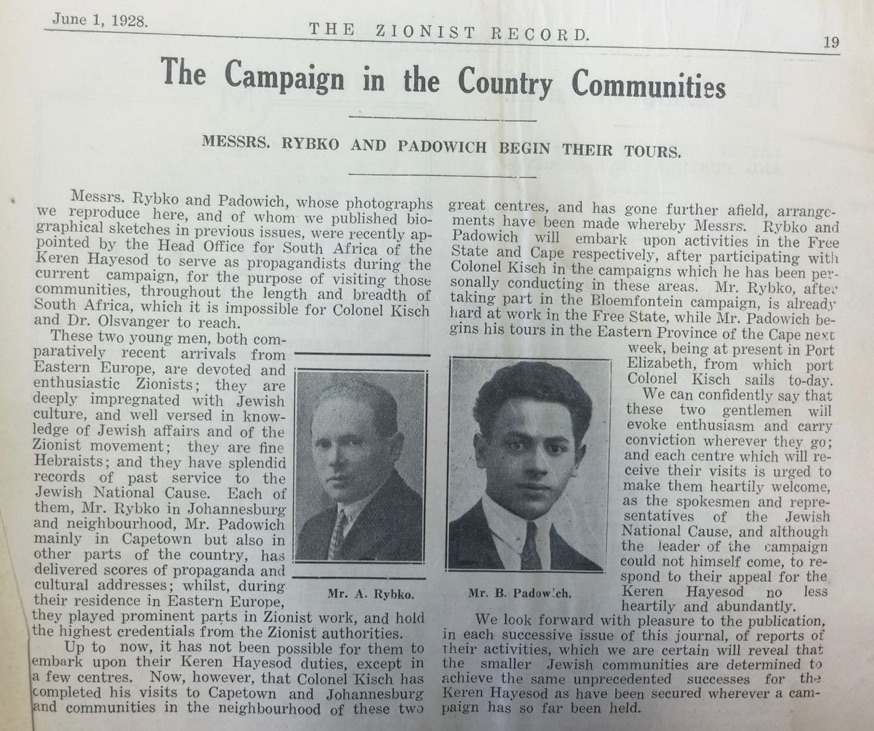 June 1, 1928.
THE ZIONIST RECORD.
19
The Campaign in the Country Communities
MESSRS. RYBKO AND PADOWICH BEGIN THEIR TOURS.
Messrs. Rybko and Padowich, whose photographs
we reproduce here, and of whom we published bio-
graphical sketches in previous issues, were recently ap-
pointed by the Head Office for South Africa of the
Keren Hayesod to serve as propagandists during the
current campaign, for the purpose of visiting those
communities, throughout the length and breadth of
South Africa, which it is impossible for Colonel Kisch
and Dr. Olsvanger to reach.
These two young men, both com-
paratively recent arrivals from
Eastern Europe, are devoted and
enthusiastic Zionists; they are
deeply impregnated with Jewish
culture, and well versed in know-
ledge of Jewish affairs and of the
Zionist movement; they are fine
Hebraists; and they have splendid
records of past service to the
Jewish National Cause. Each of
them, Mr. Rybko in Johannesburg
and neighbourhood, Mr. Padowich
mainly in Capetown but also in
other parts of the country, has
delivered scores of propaganda and
cultural addresses; whilst, during
their residence in Eastern Europe,
they played prominent parts in Zionist work, and hold
the highest credentials from the Zionist authorities.
Up to now, it has not been possible for them to
embark upon their Keren Hayesod duties, except in
a few centres. Now, however, that Colonel Kisch has
completed his visits to Capetown and Johannesburg
and communities in the neighbourhood of these two
great centres, and has gone further afield, arrange-
ments have been made whereby Messrs. Rybko and
Padowich will embark upon activities in the Free
State and Cape respectively, after participating with
Colonel Kisch in the campaigns which he has been per-
sonally conducting in these areas. Mr. Rybko, after
taking part in the Bloemfontein campaign, is already
hard at work in the Free State, while Mr. Padowich be-
gins his tours in the Eastern Province of the Cape next
week, being at present in Port
Elizabeth, from which port
Colonel Kisch sails to-day.
We can confidently say that
these two gentlemen will
evoke enthusiasm and carry
conviction wherever they go;
and each centre which will re-
ceive their visits is urged to
make them heartily welcome,
as the spokesmen and repre-
sentatives of the Jewish
National Cause, and although
the leader of the campaign
could not himself come, to re-
spond to their appeal for the
Keren Hayesod no less
heartily and abundantly.
Mr. A. Rybko.
Mr. B. Padowich.
We look forward with pleasure to the publication,
in each successive issue of this journal, of reports of
their activities, which we are certain will reveal that
the smaller Jewish communities are determined to
achieve the same unprecedented successes for the
Keren Hayesod as have been secured wherever a cam-
paign has so far been held.